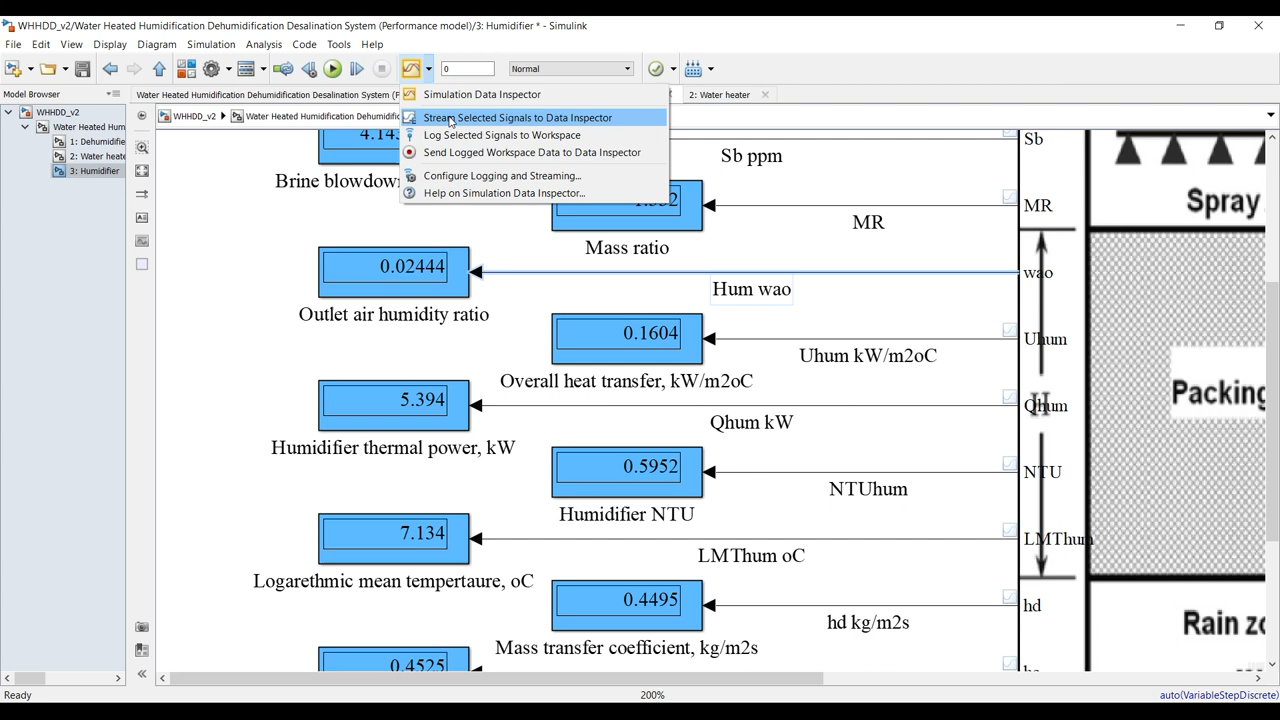 WHHDD_v2/Water Heated Humidification Dehumidification Desalination System (Performance model)/3: Humidifier * - Simulink
File Edit View Display Diagram Simulation Analysis Code Tools Help
0 Normal
Model Browser
Water Heated Humidification Dehumidification Desalination System (F
2: Water heater
WHHDD_v2
Water Heated Hum
1: Dehumidifie
2: Water heate
3: Humidifier
WHHDD_v2 Water Heated Humidification Dehumidific
Simulation Data Inspector
Stream Selected Signals to Data Inspector
Log Selected Signals to Workspace
Send Logged Workspace Data to Data Inspector
Configure Logging and Streaming...
Help on Simulation Data Inspector...
Sb ppm
Sb
Brine blowdown
MR
MR
Mass ratio
0.02444
Hum wao
wao
Outlet air humidity ratio
0.1604
Uhum kW/m2oC
Uhum
Overall heat transfer, kW/m2oC
5.394
Qhum kW
Qhum
Humidifier thermal power, kW
0.5952
NTUhum
NTU
Humidifier NTU
7.134
LMThum oC
LMThum
Logarethmic mean tempertaure, oC
0.4495
hd kg/m2s
hd
Mass transfer coefficient, kg/m2s
0.4525
Spray
Packing
H
Rain zo
Ready
200%
auto(VariableStepDiscrete)